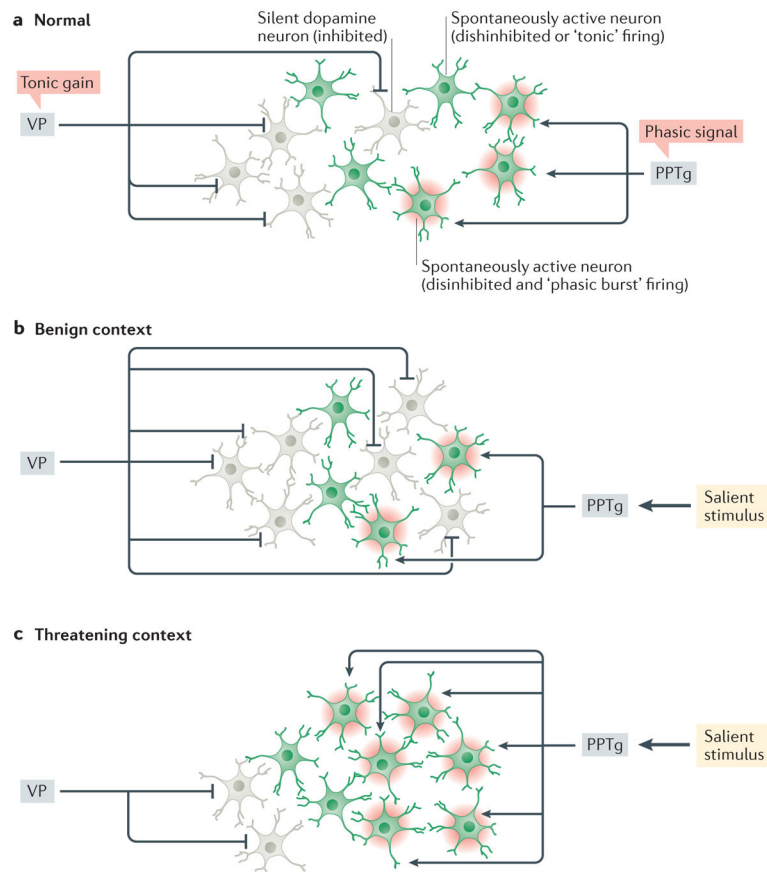 a Normal
Silent dopamine
neuron (inhibited)
Spontaneously active neuron
(dishinhibited or ‘tonic’ firing)
Tonic gain
VP
Phasic signal
PPTg
Spontaneously active neuron
(disinhibited and ‘phasic burst’ firing)
b Benign context
VP
PPTg
Salient
stimulus
c Threatening context
VP
PPTg
Salient
stimulus